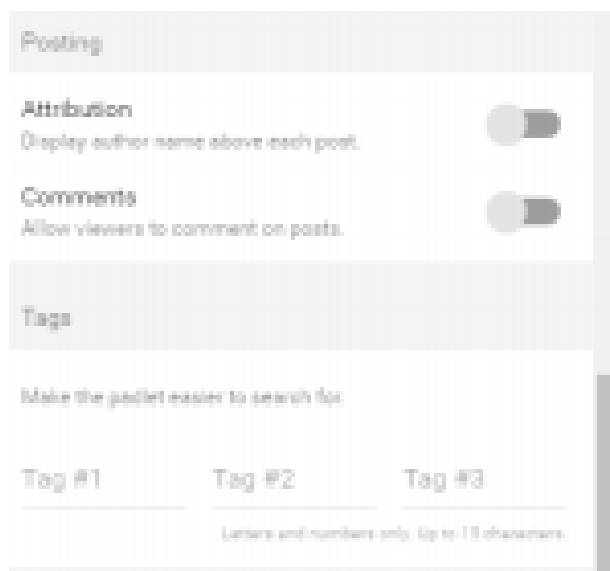 Posting
Attribution
Display author name above each post.
Comments
Allow viewers to comment on posts.
Tags
Make the padlet easier to search for.
Tag #1 Tag #2 Tag #3
Letters and numbers only. Up to 15 characters.